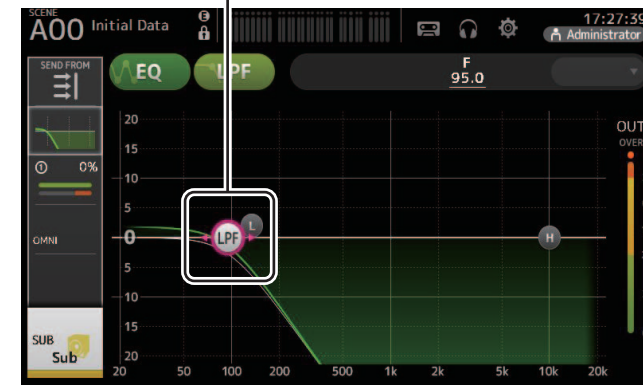 SCENE
A00 Initial Data
E
17:27:39
Administrator
SEND FROM
EQ
LPF
F
95.0
20
15
10
5
0
5
10
15
20
20 50 100 200 500 1k 2k 5k 10k 20k
LPF
L
H
1 0%
OMNI
SUB
Sub
OUT
OVER